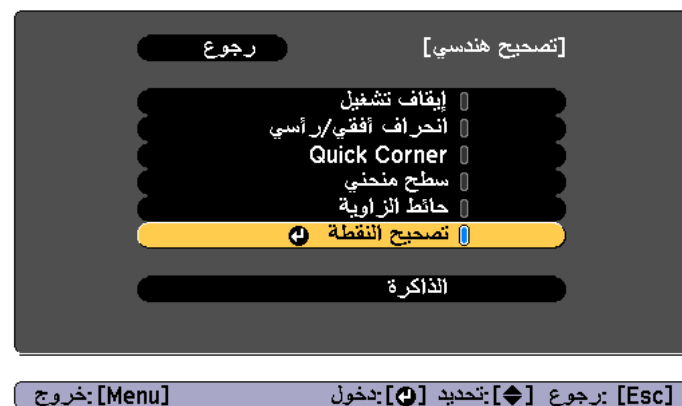 [تصحيح هندسي] رجوع
إيقاف تشغيل
انحراف أفقي/رأسي
Quick Corner
سطح منحني
حائط الزاوية
تصحيح النقطة
الذاكرة
[Esc] :رجوع [◆]:تحديد [↵]:دخول [Menu]:خروج